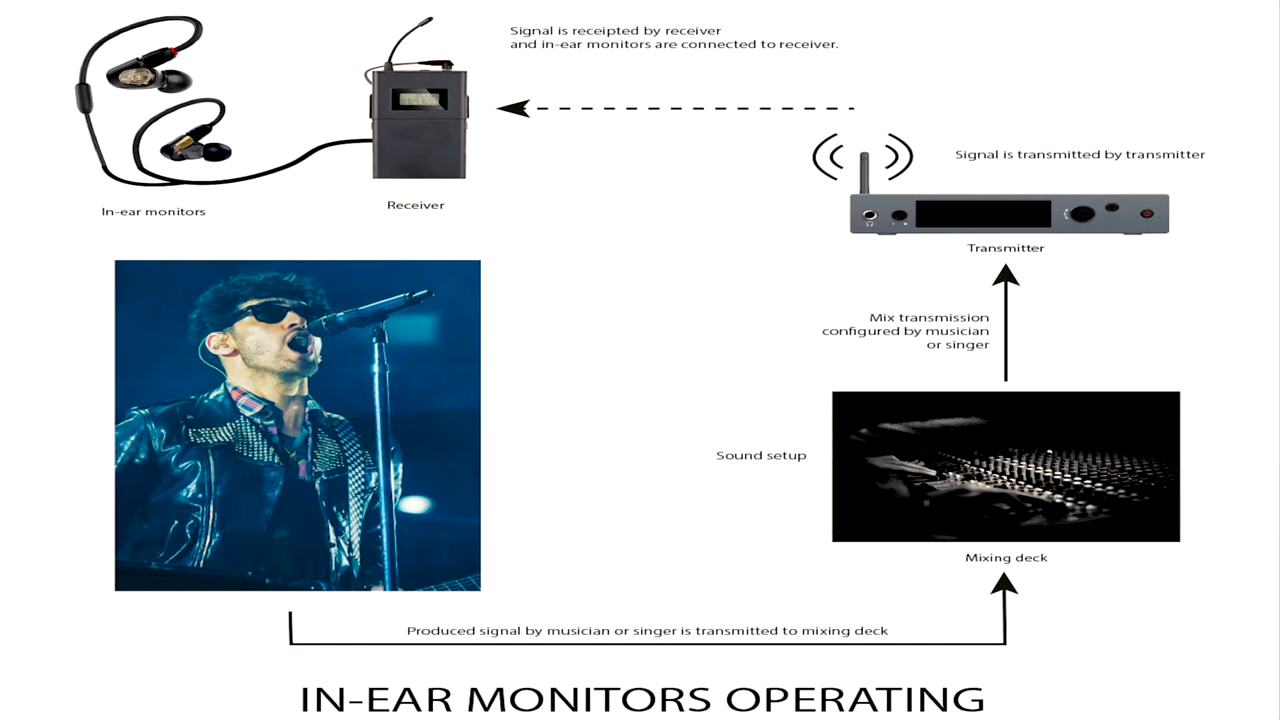 Signal is receipted by receiver
and in-ear monitors are connected to receiver.
Signal is transmitted by transmitter
In-ear monitors
Receiver
Transmitter
Mix transmission
configured by musician
or singer
Sound setup
Mixing deck
Produced signal by musician or singer is transmitted to mixing deck
IN-EAR MONITORS OPERATING